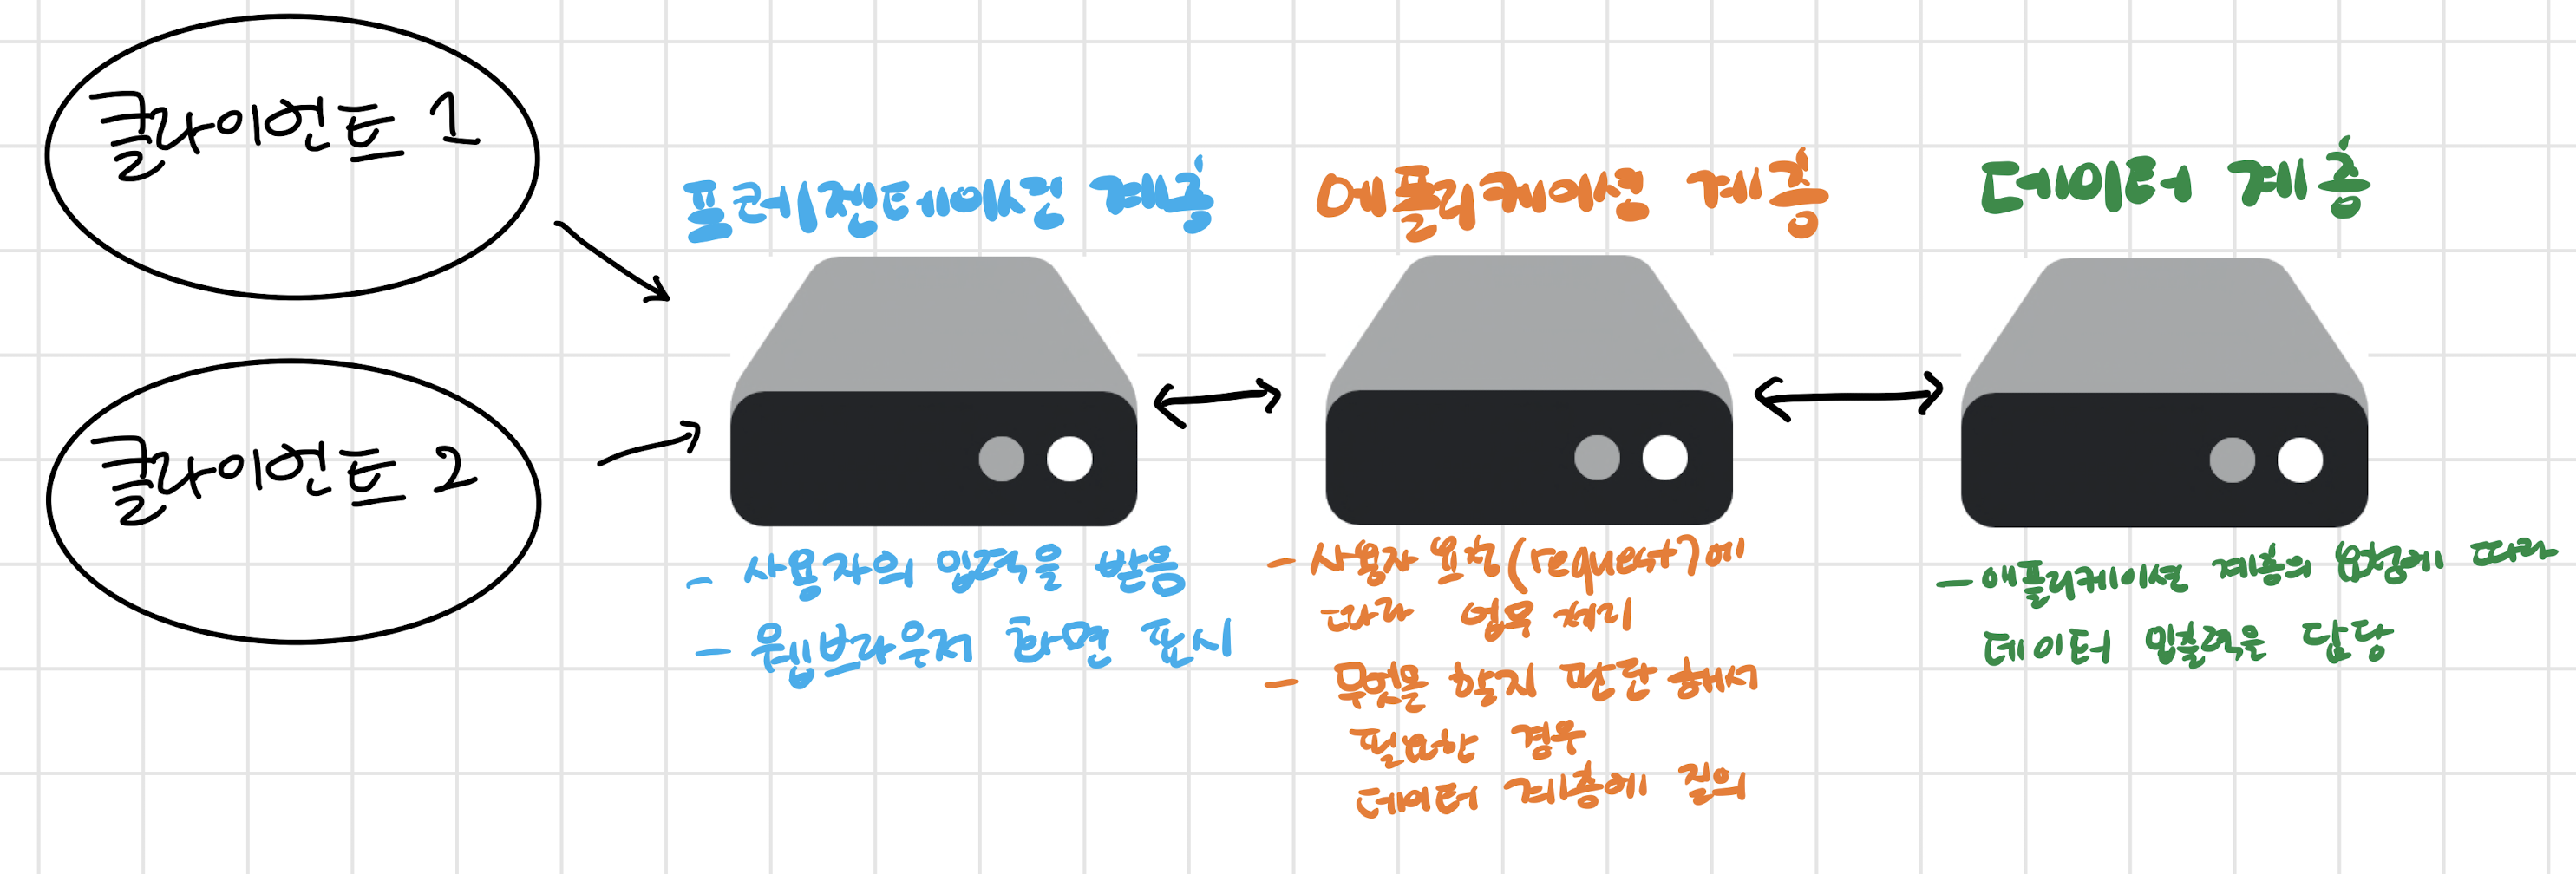 클라이언트 1
클라이언트 2
프레젠테이션 계층
- 사용자의 입력을 받음
- 웹브라우저 화면 표시
애플리케이션 계층
- 사용자 요청(request)에
따라 업무 처리
- 무엇을 할지 판단해서
필요한 경우
데이터 계층에 질의
데이터 계층
- 애플리케이션 계층의 요청에 따라
데이터 입출력을 담당